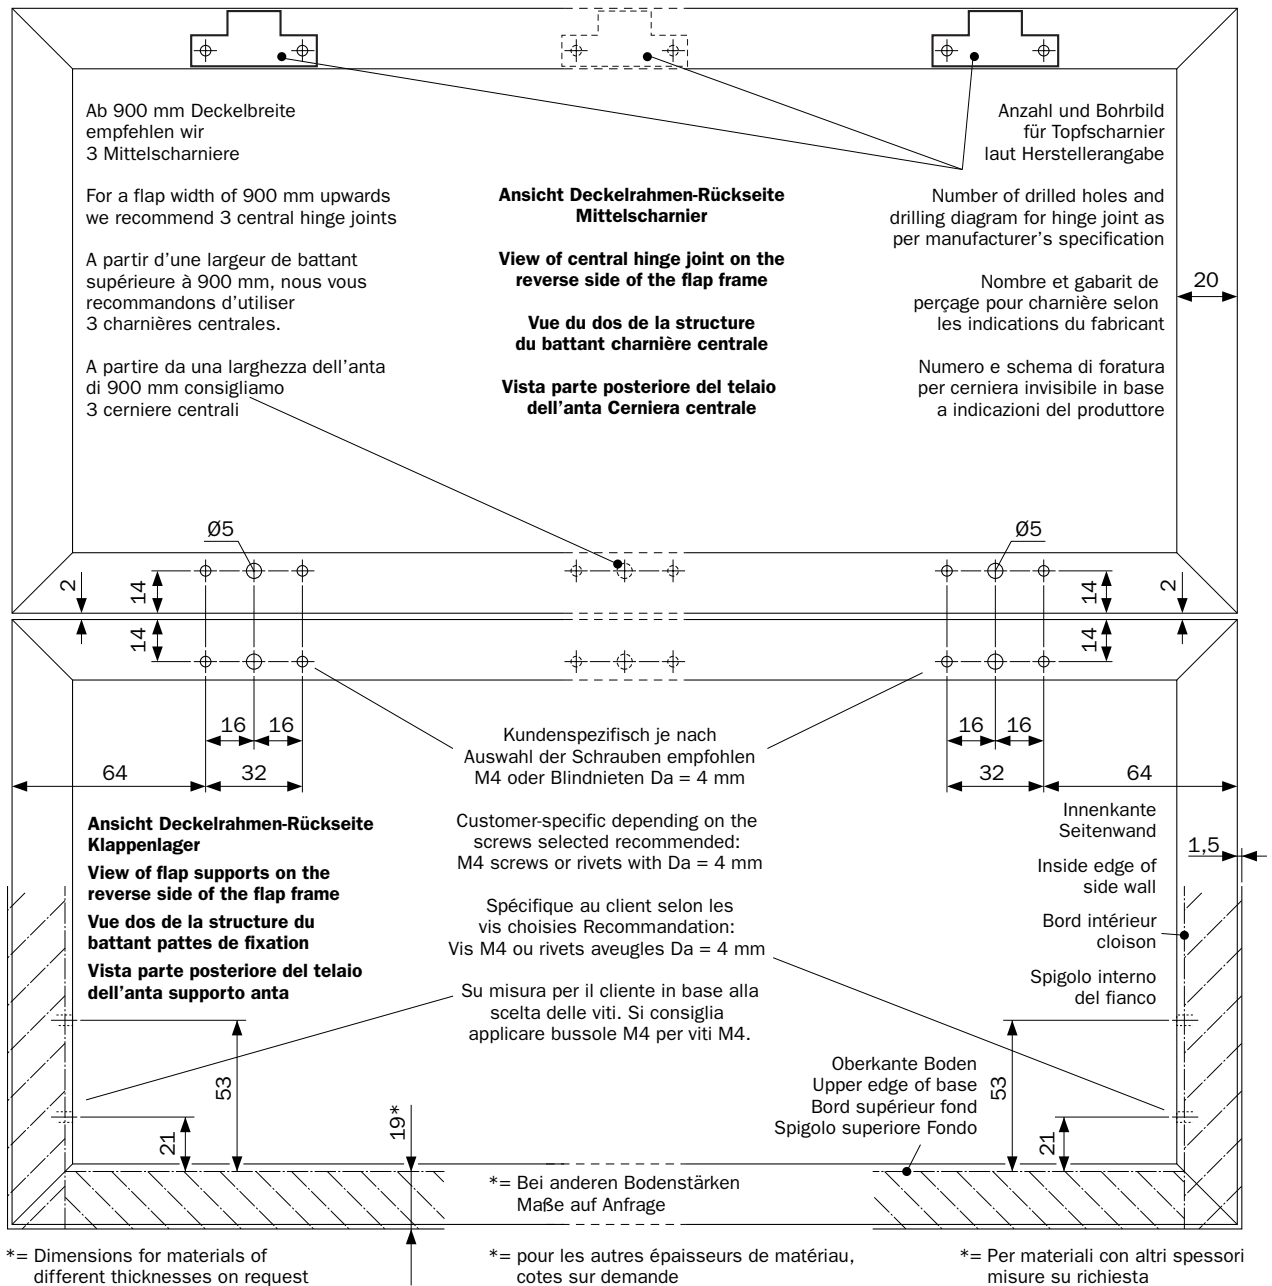 Ab 900 mm Deckelbreite
empfehlen wir
3 Mittelscharniere
For a flap width of 900 mm upwards
we recommend 3 central hinge joints
A partir d'une largeur de battant
supérieure à 900 mm, nous vous
recommandons d'utiliser
3 charnières centrales.
A partire da una larghezza dell'anta
di 900 mm consigliamo
3 cerniere centrali
Ansicht Deckelrahmen-Rückseite
Mittelscharnier
View of central hinge joint on the
reverse side of the flap frame
Vue du dos de la structure
du battant charnière centrale
Vista parte posteriore del telaio
dell'anta Cerniera centrale
Anzahl und Bohrbild
für Topfscharnier
laut Herstellerangabe
Number of drilled holes and
drilling diagram for hinge joint as
per manufacturer's specification
Nombre et gabarit de
perçage pour charnière selon
les indications du fabricant
Numero e schema di foratura
per cerniera invisibile in base
a indicazioni del produttore
20
Ø5
Ø5
2
14
14
2
14
14
16
16
16
16
64
32
32
64
Kundenspezifisch je nach
Auswahl der Schrauben empfohlen
M4 oder Blindnieten Da = 4 mm
Customer-specific depending on the
screws selected recommended:
M4 screws or rivets with Da = 4 mm
Spécifique au client selon les
vis choisies Recommandation:
Vis M4 ou rivets aveugles Da = 4 mm
Su misura per il cliente in base alla
scelta delle viti. Si consiglia
applicare bussole M4 per viti M4.
Ansicht Deckelrahmen-Rückseite
Klappenlager
View of flap supports on the
reverse side of the flap frame
Vue dos de la structure du
battant pattes de fixation
Vista parte posteriore del telaio
dell'anta supporto anta
Innenkante
Seitenwand
1,5
Inside edge of
side wall
Bord intérieur
cloison
Spigolo interno
del fianco
53
21
19*
Oberkante Boden
Upper edge of base
Bord supérieur fond
Spigolo superiore Fondo
53
21
*= Bei anderen Bodenstärken
Maße auf Anfrage
*= Dimensions for materials of
different thicknesses on request
*= pour les autres épaisseurs de matériau,
cotes sur demande
*= Per materiali con altri spessori
misure su richiesta